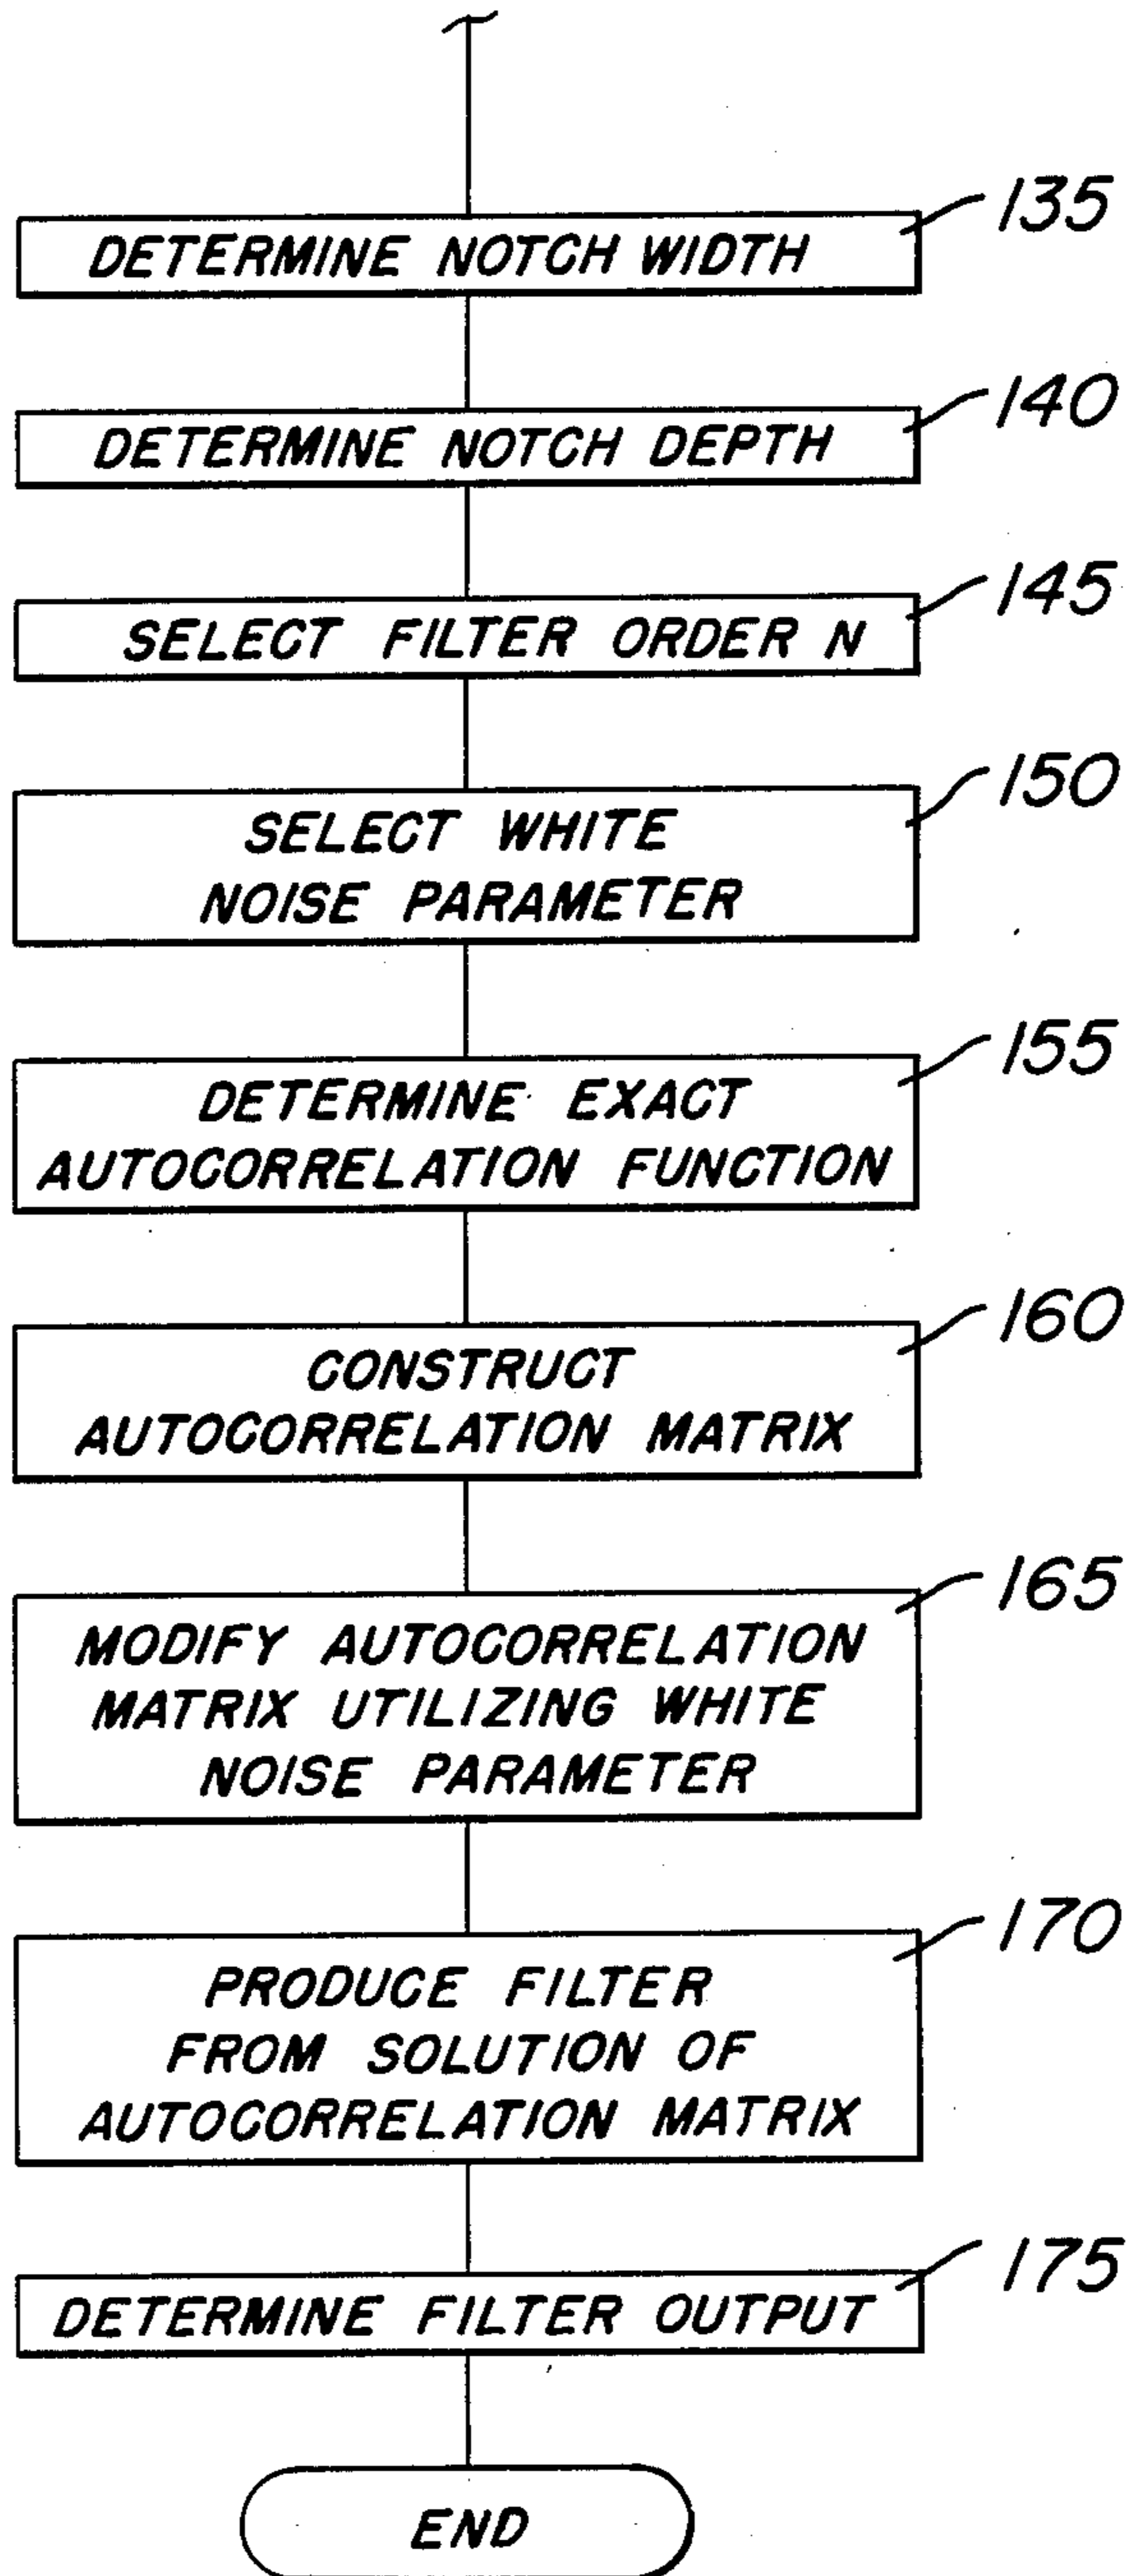 135
DETERMINE NOTCH WIDTH
140
DETERMINE NOTCH DEPTH
145
SELECT FILTER ORDER N
150
SELECT WHITE
NOISE PARAMETER
155
DETERMINE EXACT
AUTOCORRELATION FUNCTION
160
CONSTRUCT
AUTOCORRELATION MATRIX
165
MODIFY AUTOCORRELATION
MATRIX UTILIZING WHITE
NOISE PARAMETER
170
PRODUCE FILTER
FROM SOLUTION OF
AUTOCORRELATION MATRIX
175
DETERMINE FILTER OUTPUT
END